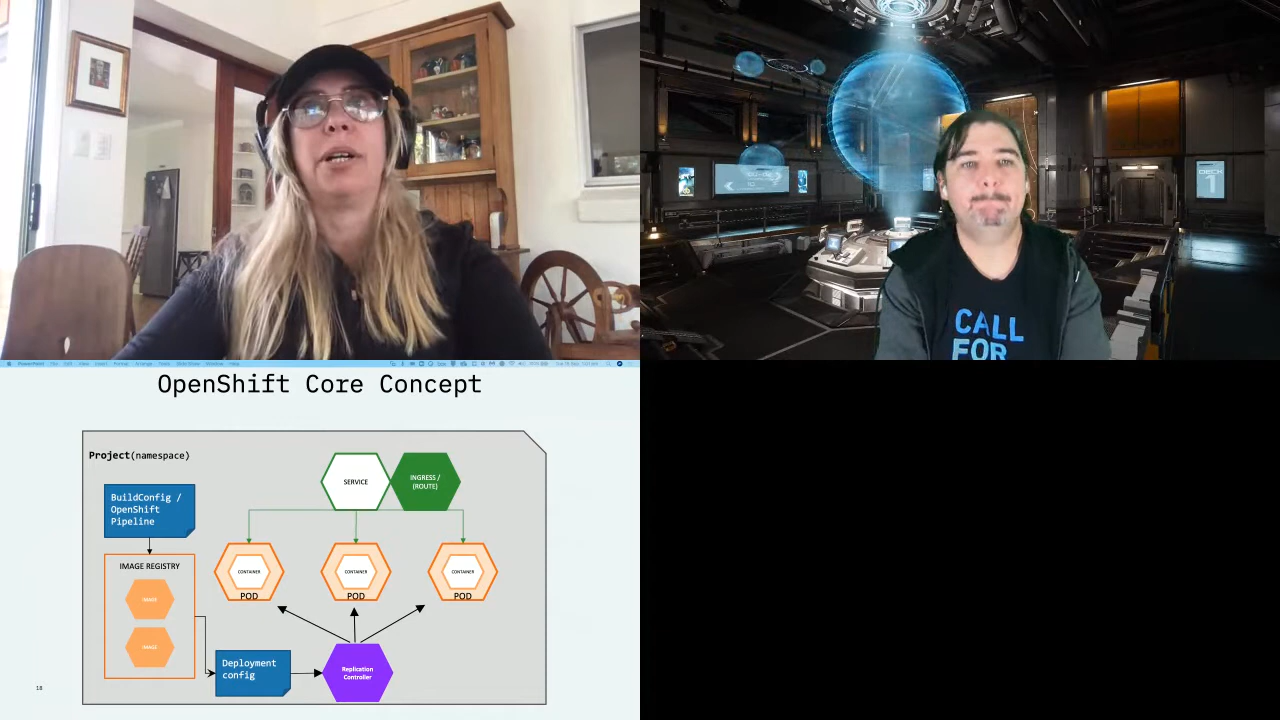 DECK
1
CALL
FOR
OpenShift Core Concept
Project(namespace)
SERVICE
INGRESS /
(ROUTE)
BuildConfig /
OpenShift
Pipeline
IMAGE REGISTRY
IMAGE
IMAGE
CONTAINER
POD
CONTAINER
POD
CONTAINER
POD
Deployment
config
Replication
Controller
18